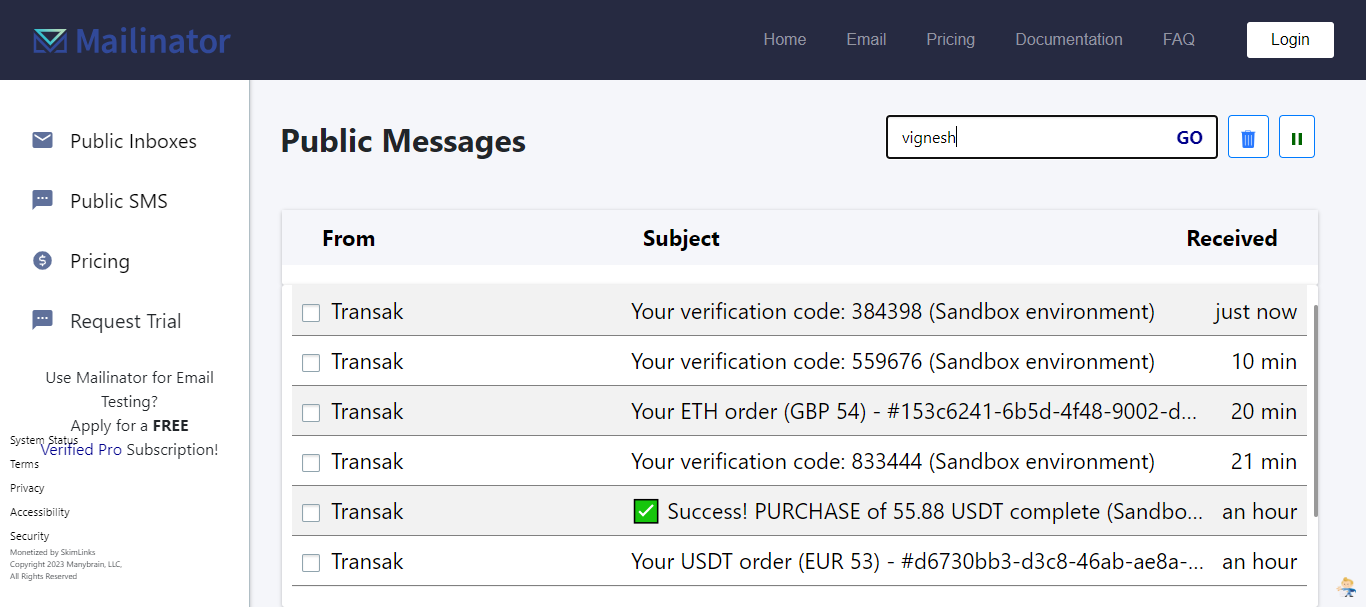 Mailinator
Home Email Pricing Documentation FAQ Login
Public Inboxes
Public SMS
Pricing
Request Trial
Use Mailinator for Email
Testing?
Apply for a FREE
Verified Pro Subscription!
System Status
Terms
Privacy
Accessibility
Security
Monetized by SkimLinks
Copyright 2023 Manybrain, LLC,
All Rights Reserved
Public Messages
vignesh GO
From Subject Received
Transak Your verification code: 384398 (Sandbox environment) just now
Transak Your verification code: 559676 (Sandbox environment) 10 min
Transak Your ETH order (GBP 54) - #153c6241-6b5d-4f48-9002-d... 20 min
Transak Your verification code: 833444 (Sandbox environment) 21 min
Transak ✅ Success! PURCHASE of 55.88 USDT complete (Sandbo... an hour
Transak Your USDT order (EUR 53) - #d6730bb3-d3c8-46ab-ae8a-... an hour